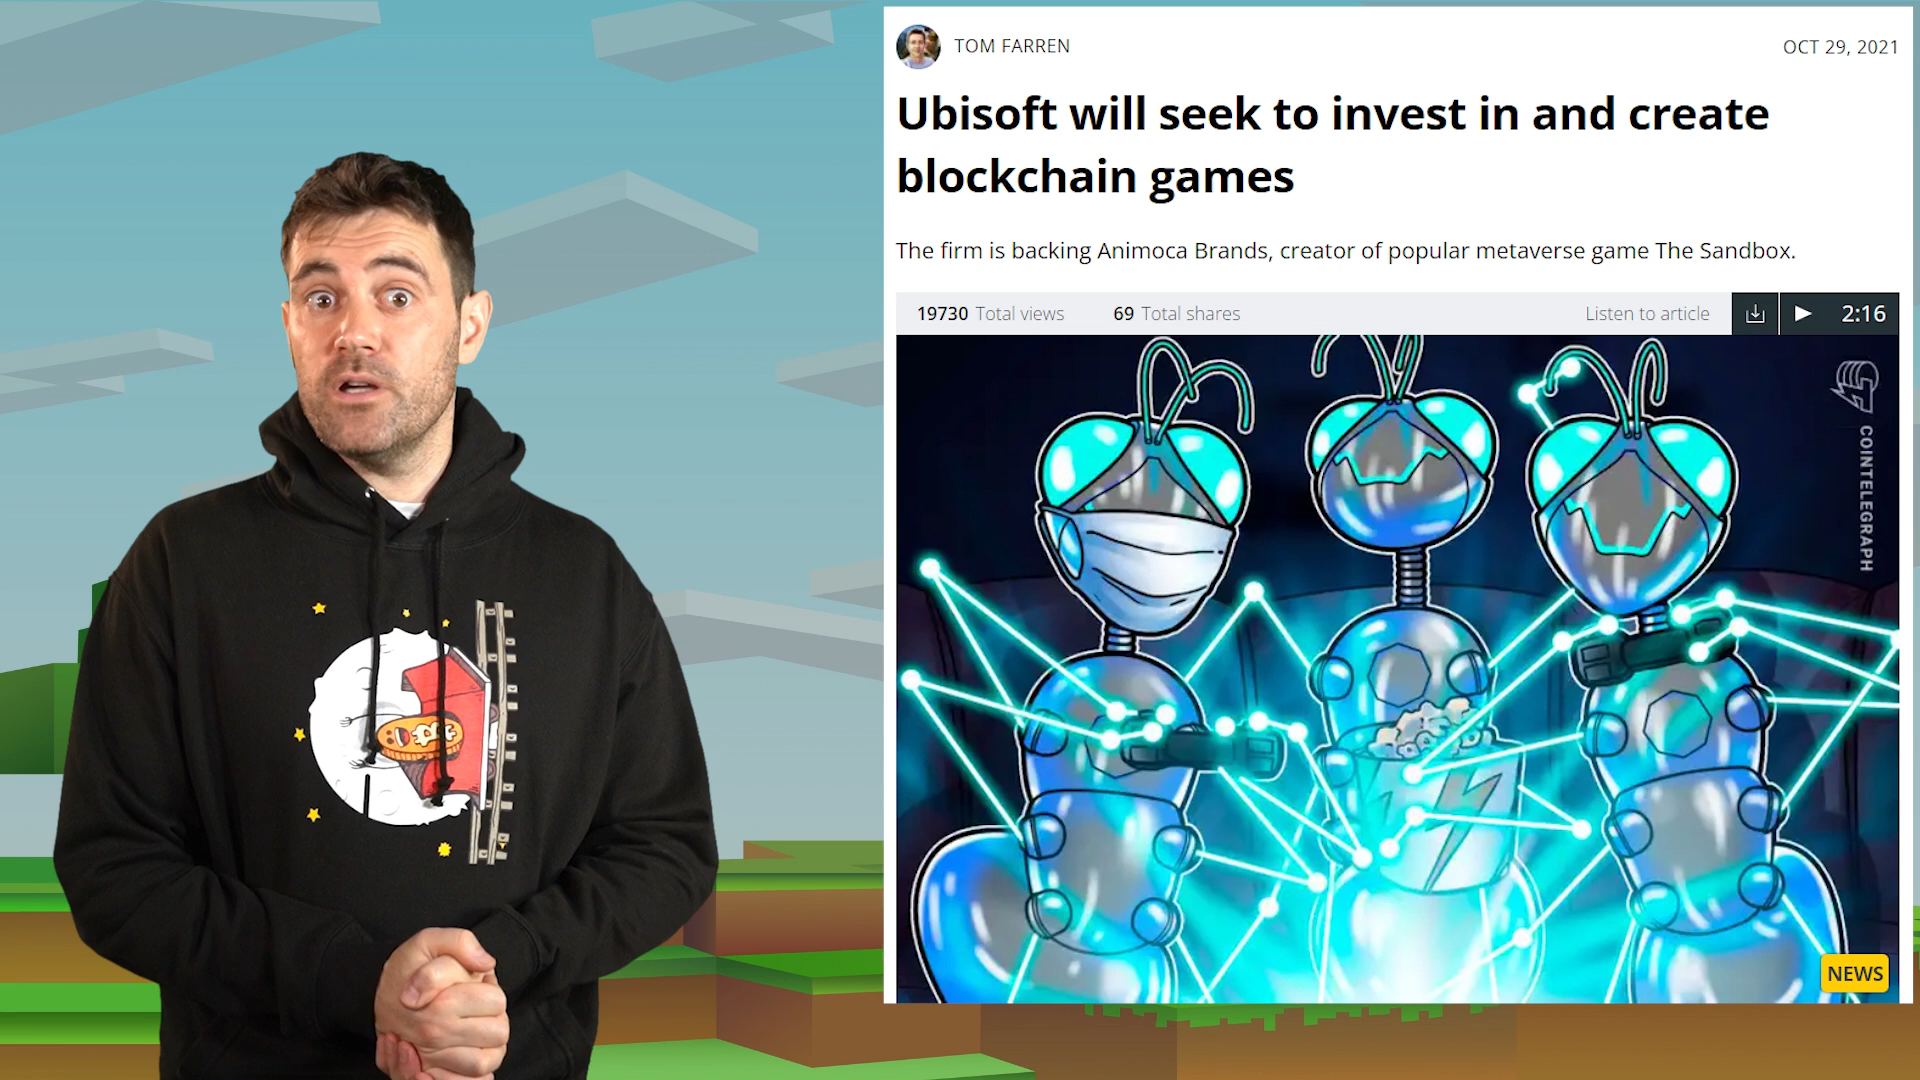 TOM FARREN
OCT 29, 2021
Ubisoft will seek to invest in and create
blockchain games
The firm is backing Animoca Brands, creator of popular metaverse game The Sandbox.
19730 Total views 69 Total shares Listen to article 2:16
COINTELEGRAPH
NEWS